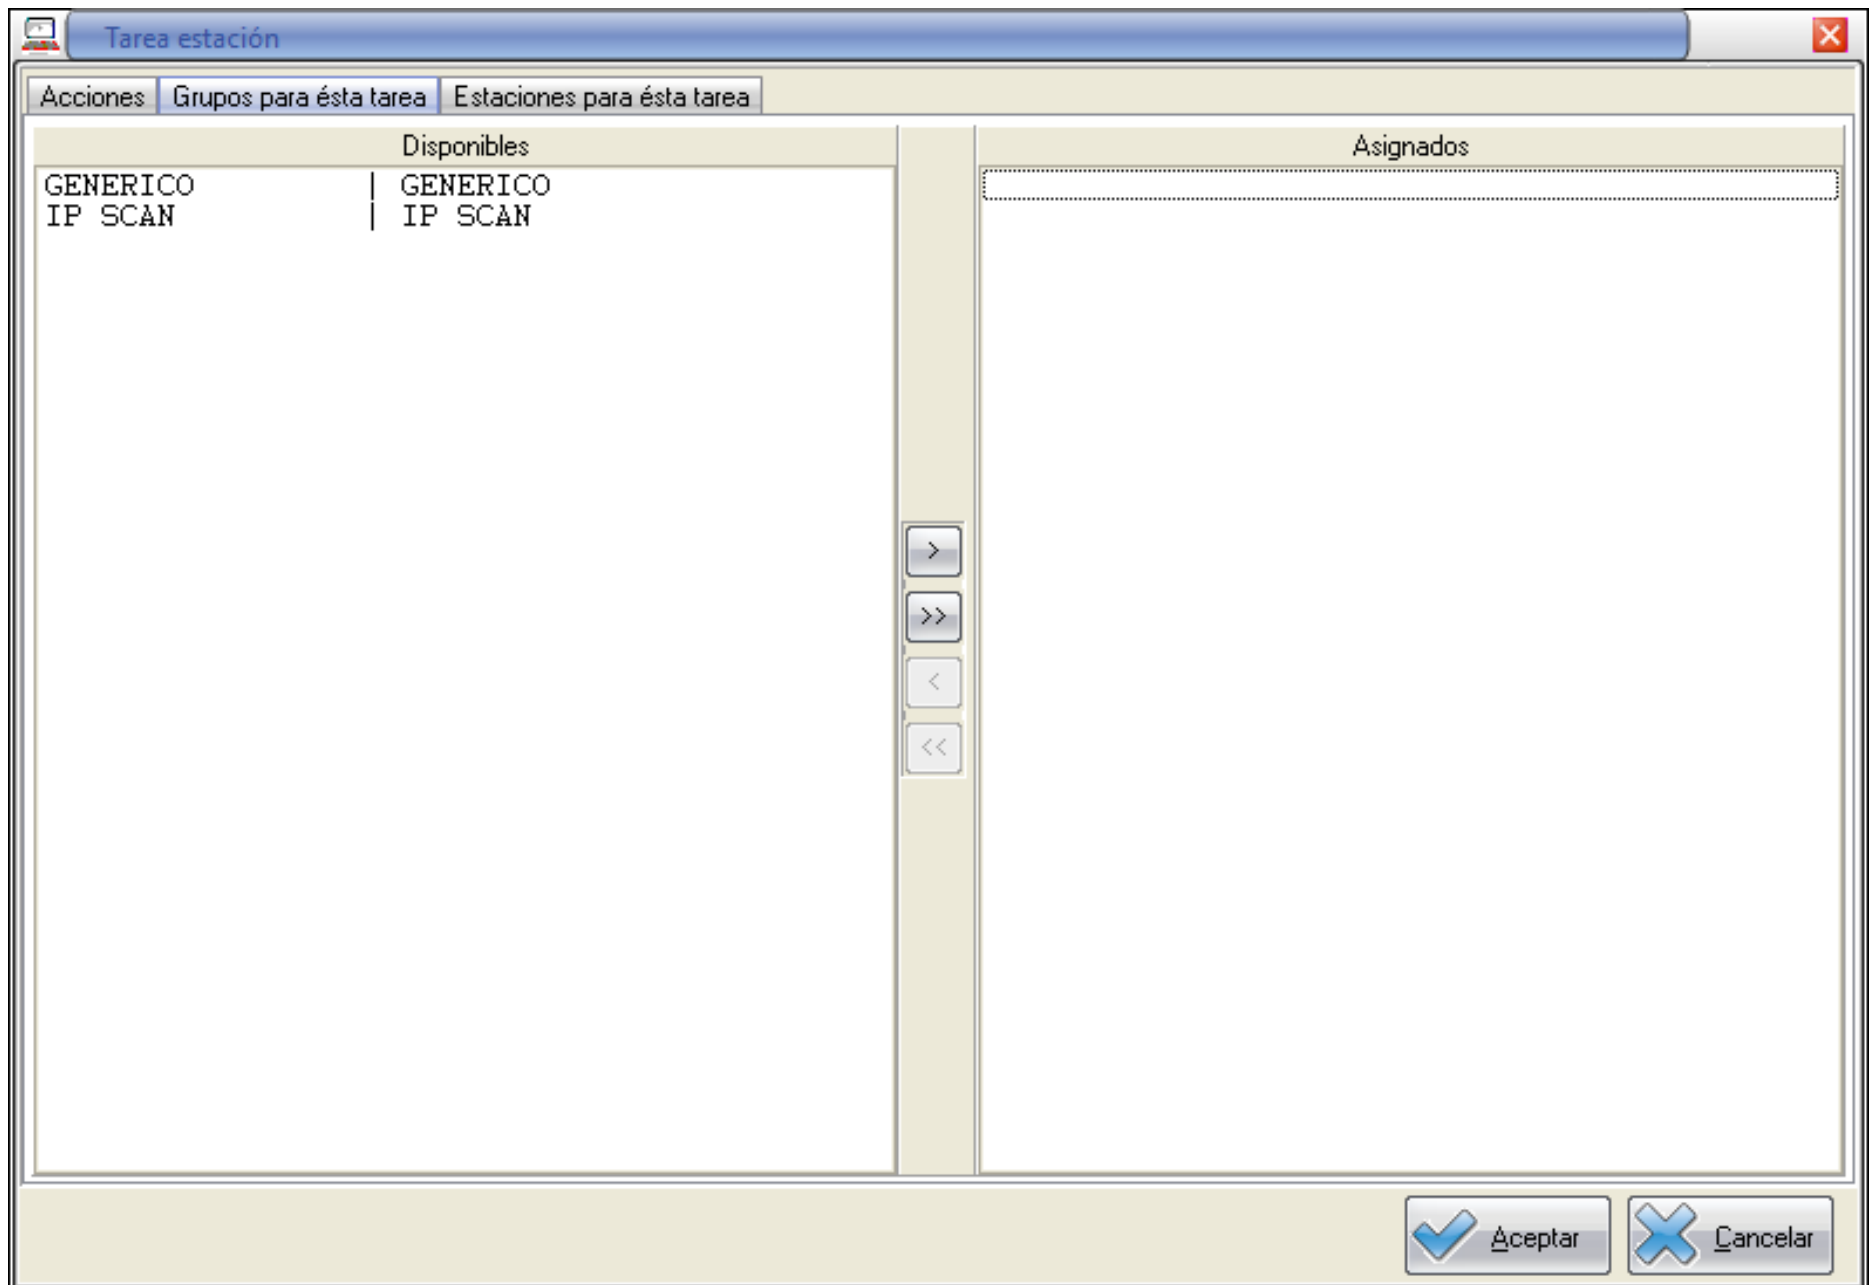 Tarea estación
Acciones Grupos para ésta tarea Estaciones para ésta tarea
Disponibles Asignados
GENERICO | GENERICO
IP SCAN | IP SCAN
>
>>
<
<<
Aceptar Cancelar